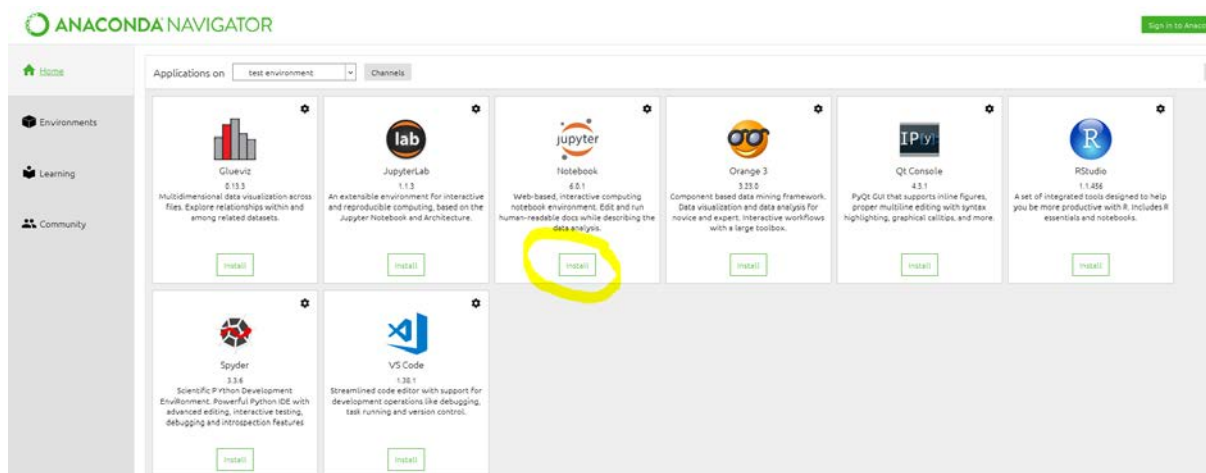 ANACONDA NAVIGATOR
Sign in to Anaco
Home
Applications on
test environment
Channels
Environments
Learning
Community
Glueviz
0.13.3
Multidimensional data visualization across
files. Explore relationships within and
among related datasets.
Install
lab
JupyterLab
1.1.3
An extensible environment for interactive
and reproducible computing, based on the
Jupyter Notebook and Architecture.
Install
jupyter
Notebook
6.0.1
Web-based, interactive computing
notebook environment. Edit and run
human-readable docs while describing the
data analysis.
Install
Orange 3
3.23.0
Component based data mining framework.
Data visualization and data analysis for
novice and expert. Interactive workflows
with a large toolbox.
Install
IP[y]:
Qt Console
4.5.1
PyQt GUI that supports inline figures,
proper multiline editing with syntax
highlighting, graphical calltips, and more.
Install
R
RStudio
1.1.456
A set of integrated tools designed to help
you be more productive with R. Includes R
essentials and notebooks.
Install
Spyder
3.3.6
Scientific PYthon Development
EnviRonment. Powerful Python IDE with
advanced editing, interactive testing,
debugging and introspection features
Install
VS Code
1.38.1
Streamlined code editor with support for
development operations like debugging,
task running and version control.
Install